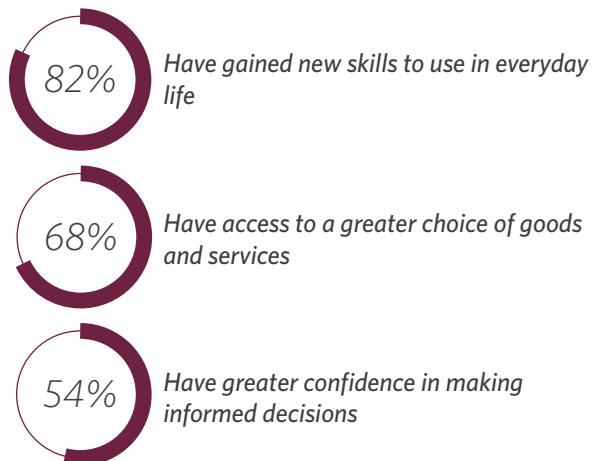 82%
Have gained new skills to use in everyday
life
68%
Have access to a greater choice of goods
and services
54%
Have greater confidence in making
informed decisions